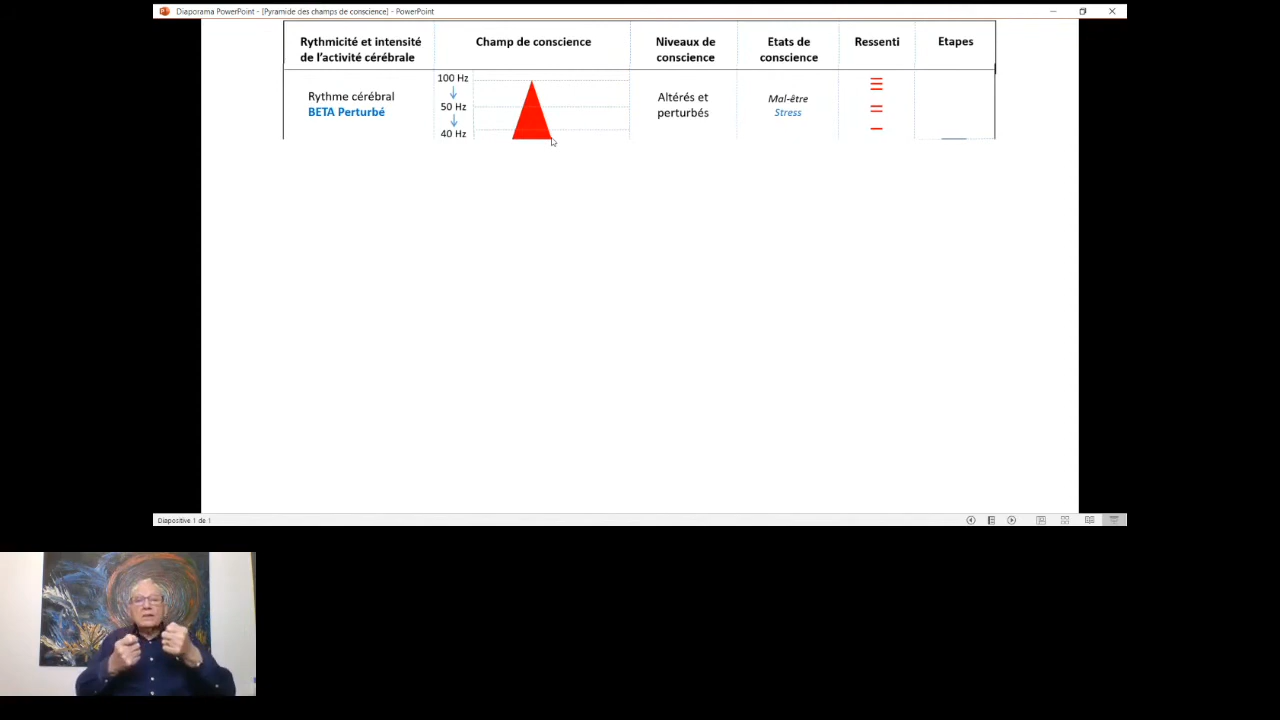 Diaporama PowerPoint - [Pyramide des champs de conscience] - PowerPoint
Rythmicité et intensité
de l'activité cérébrale
Champ de conscience
Niveaux de
conscience
Etats de
conscience
Ressenti
Etapes
Rythme cérébral
BETA Perturbé
100 Hz
50 Hz
40 Hz
Altérés et
perturbés
Mal-être
Stress
Diapositive 1 de 1